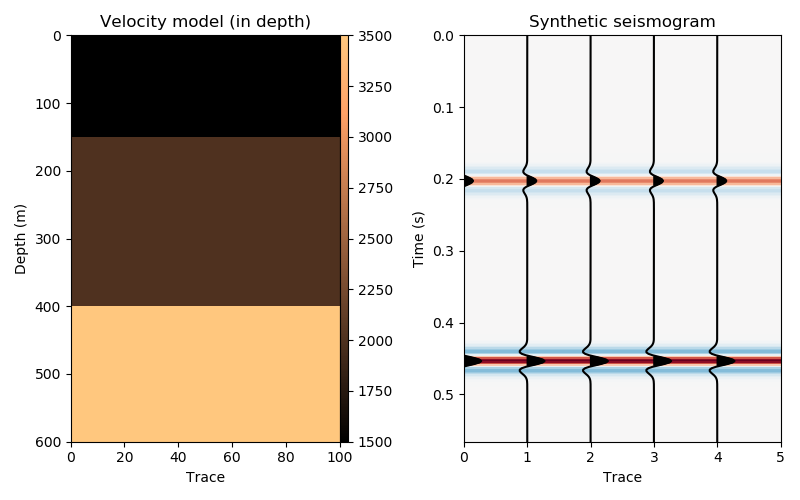 Velocity model (in depth)
Depth (m)
0
100
200
300
400
500
600
0 20 40 60 80 100
Trace
3500
3250
3000
2750
2500
2250
2000
1750
1500
Synthetic seismogram
Time (s)
0.0
0.1
0.2
0.3
0.4
0.5
0 1 2 3 4 5
Trace